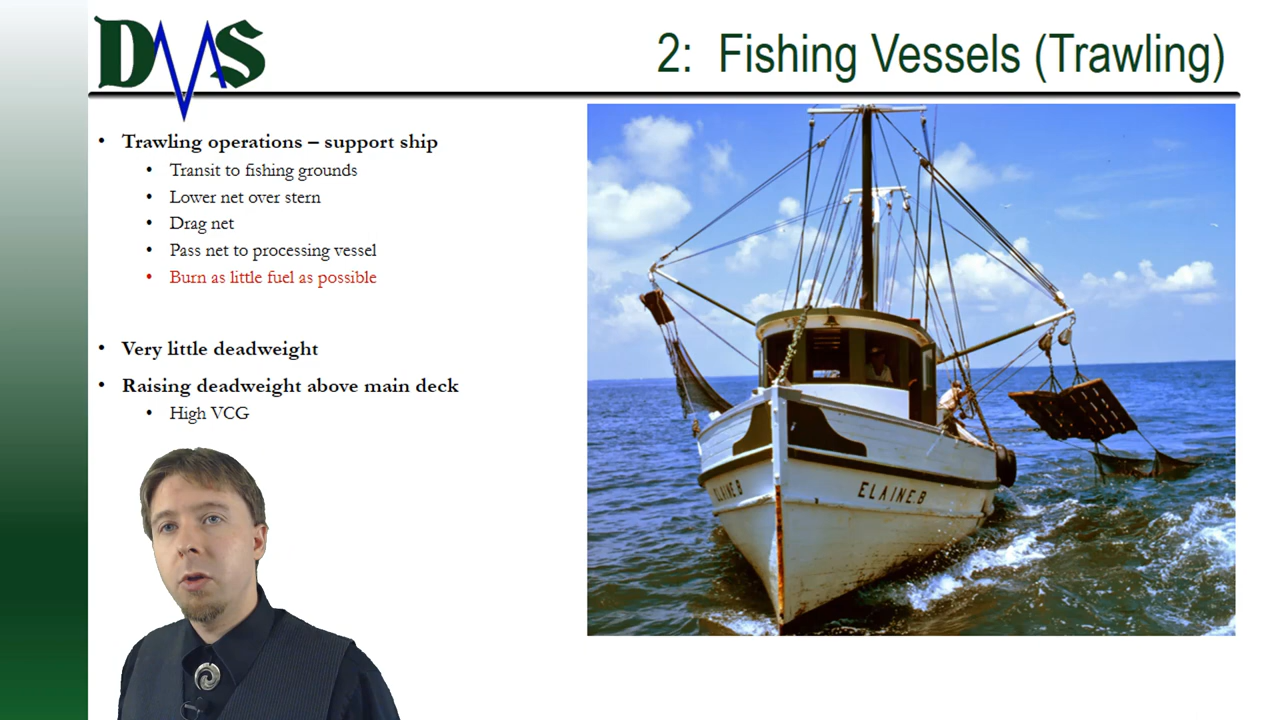 DMS
2: Fishing Vessels (Trawling)
• Trawling operations – support ship
• Transit to fishing grounds
• Lower net over stern
• Drag net
• Pass net to processing vessel
• Burn as little fuel as possible
• Very little deadweight
• Raising deadweight above main deck
• High VCG
ELAINE.B
ELAINE.B